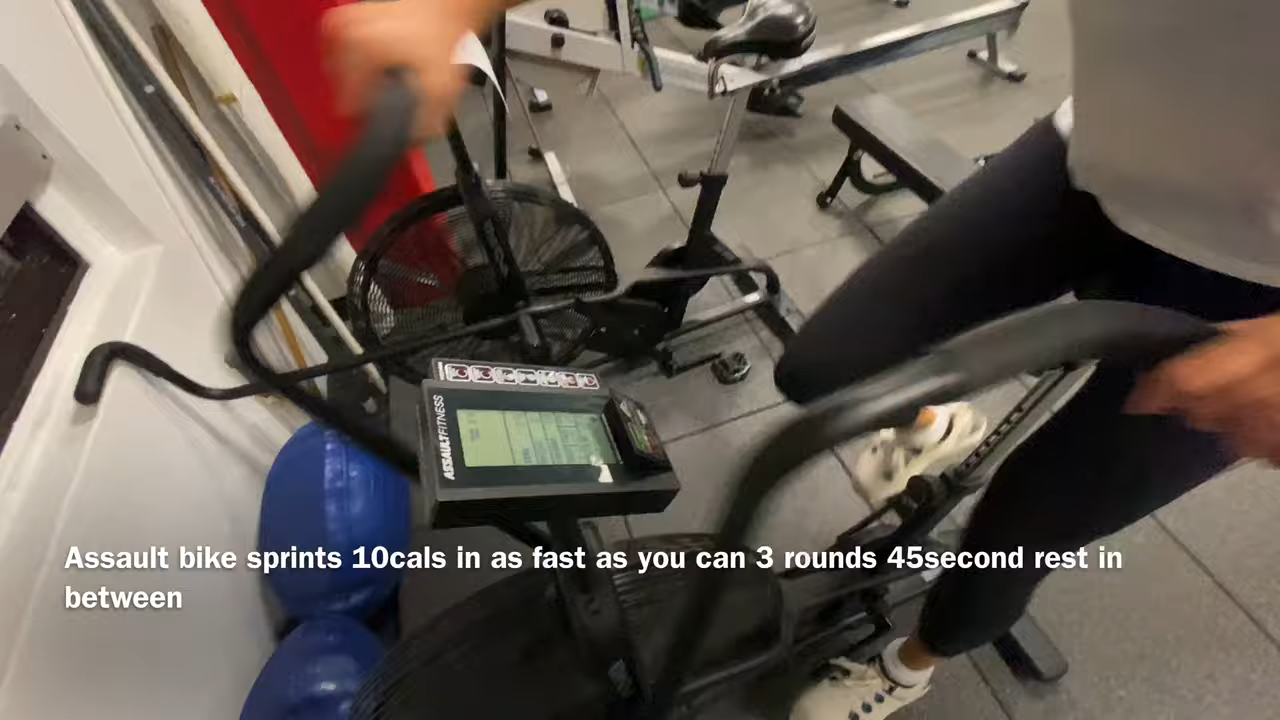 ASSAULTFITNESS
Assault bike sprints 10cals in as fast as you can 3 rounds 45second rest in
between